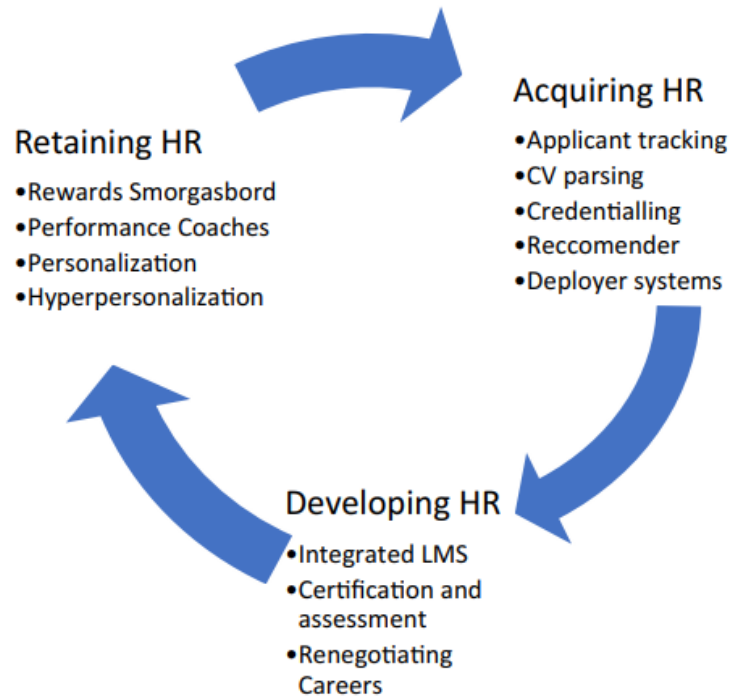 Acquiring HR
•Applicant tracking
•CV parsing
•Credentialling
•Reccomender
•Deployer systems
Developing HR
•Integrated LMS
•Certification and
assessment
•Renegotiating
Careers
Retaining HR
•Rewards Smorgasbord
•Performance Coaches
•Personalization
•Hyperpersonalization